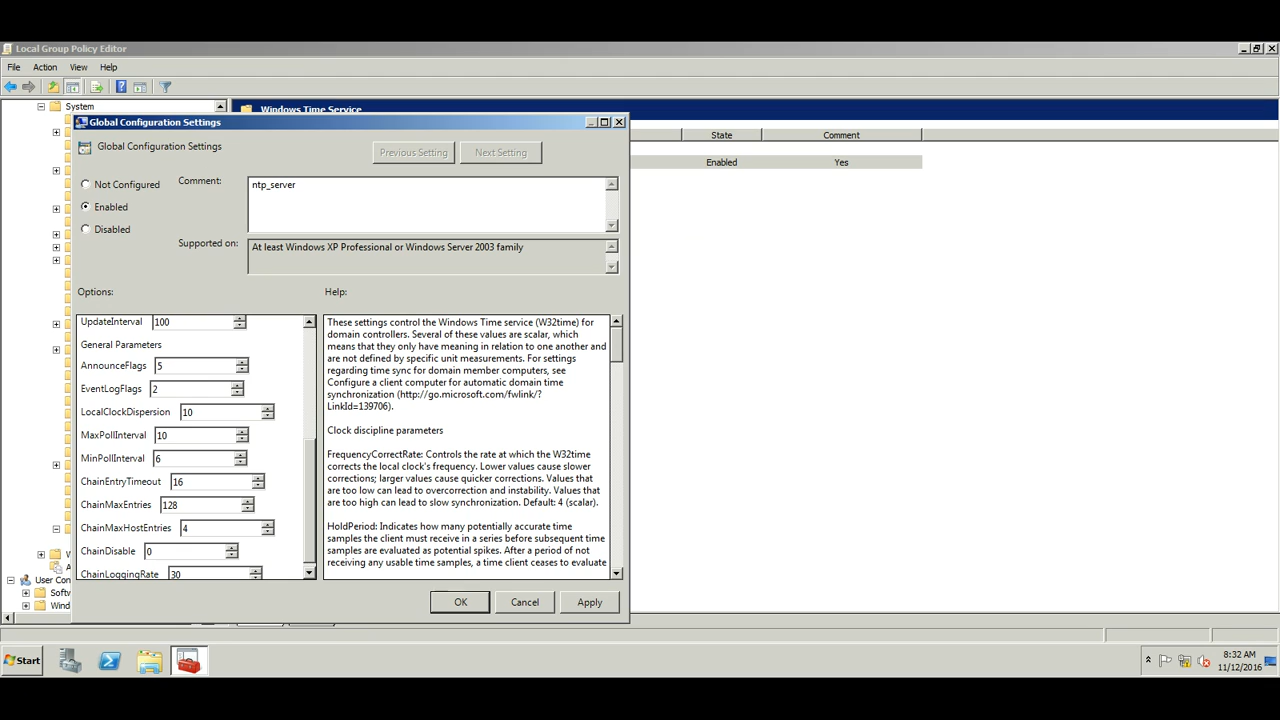 Local Group Policy Editor
File Action View Help
System
Windows Time Service
Global Configuration Settings
State Comment
Global Configuration Settings
Previous Setting Next Setting
Enabled Yes
Not Configured
Comment:
ntp_server
Enabled
Disabled
Supported on:
At least Windows XP Professional or Windows Server 2003 family
Options:
Help:
UpdateInterval 100
General Parameters
AnnounceFlags 5
EventLogFlags 2
LocalClockDispersion 10
MaxPollInterval 10
MinPollInterval 6
ChainEntryTimeout 16
ChainMaxEntries 128
ChainMaxHostEntries 4
ChainDisable 0
ChainLoggingRate 30
These settings control the Windows Time service (W32time) for
domain controllers. Several of these values are scalar, which
means that they only have meaning in relation to one another and
are not defined by specific unit measurements. For settings
regarding time sync for domain member computers, see
Configure a client computer for automatic domain time
synchronization (http://go.microsoft.com/fwlink/?
LinkId=139706).
Clock discipline parameters
FrequencyCorrectRate: Controls the rate at which the W32time
corrects the local clock's frequency. Lower values cause slower
corrections; larger values cause quicker corrections. Values that
are too low can lead to overcorrection and instability. Values that
are too high can lead to slow synchronization. Default: 4 (scalar).
HoldPeriod: Indicates how many potentially accurate time
samples the client must receive in a series before subsequent time
samples are evaluated as potential spikes. After a period of not
receiving any usable time samples, a time client ceases to evaluate
User Con
Softw
Wind
OK Cancel Apply
Start
8:32 AM
11/12/2016